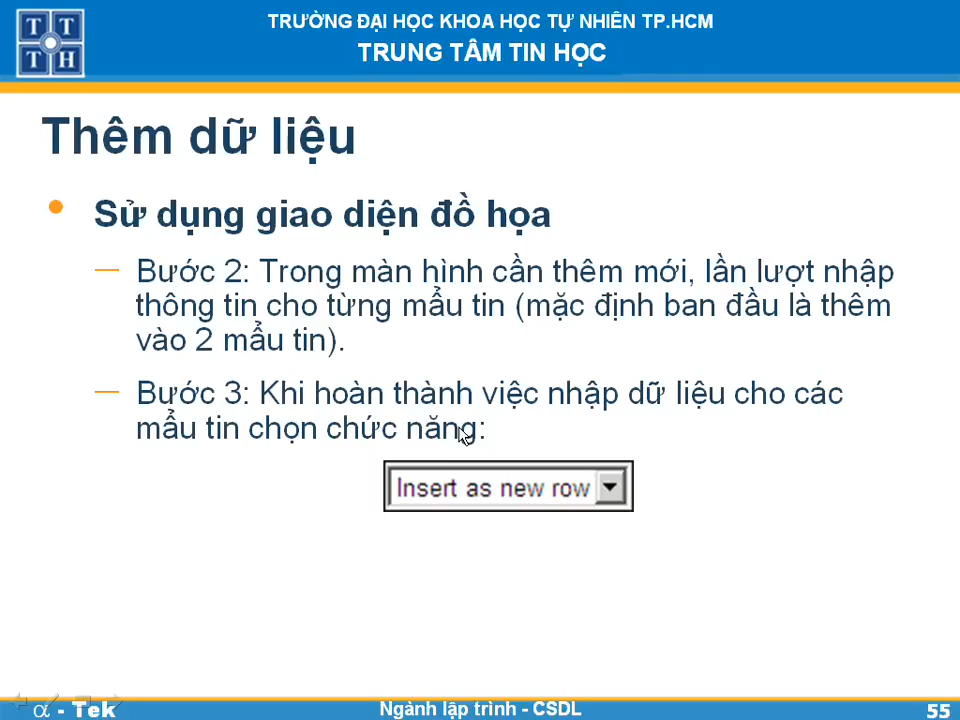 T T
T H
TRƯỜNG ĐẠI HỌC KHOA HỌC TỰ NHIÊN TP.HCM
TRUNG TÂM TIN HỌC
Thêm dữ liệu
• Sử dụng giao diện đồ họa
— Bước 2: Trong màn hình cần thêm mới, lần lượt nhập
thông tin cho từng mẩu tin (mặc định ban đầu là thêm
vào 2 mẩu tin).
— Bước 3: Khi hoàn thành việc nhập dữ liệu cho các
mẩu tin chọn chức năng:
Insert as new row
α - Tek
Ngành lập trình - CSDL
55